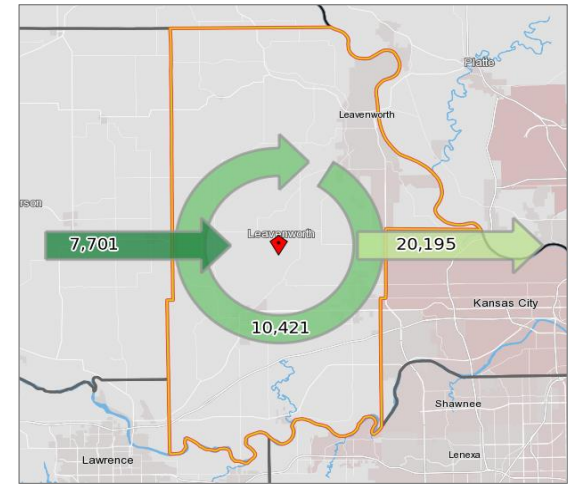 Platte
Leavenworth
rson
Leavenworth
7,701
20,195
Kansas City
10,421
Shawnee
Lenexa
Lawrence